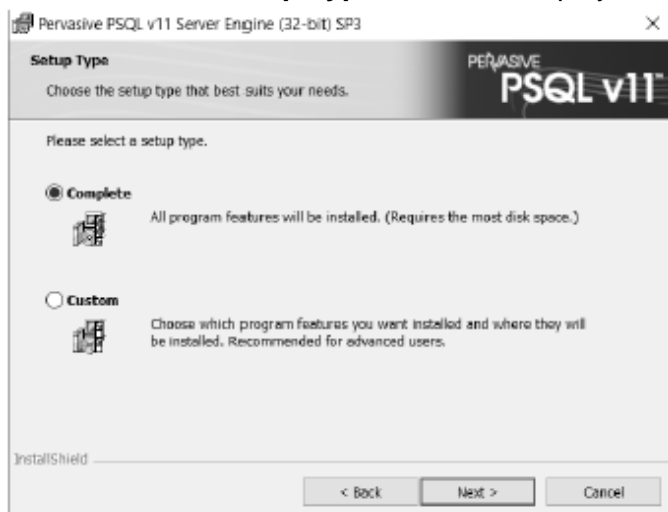 Pervasive PSQL v11 Server Engine (32-bit) SP3
Setup Type
Choose the setup type that best suits your needs.
PERVASIVE
PSQL v11
Please select a setup type.
Complete
All program features will be installed. (Requires the most disk space.)
Custom
Choose which program features you want installed and where they will
be installed. Recommended for advanced users.
InstallShield
< Back Next > Cancel